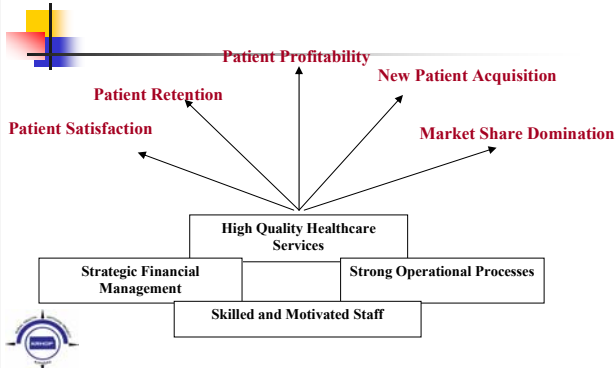 Patient Profitability
New Patient Acquisition
Patient Retention
Patient Satisfaction
Market Share Domination
High Quality Healthcare
Services
Strategic Financial
Management
Strong Operational Processes
Skilled and Motivated Staff